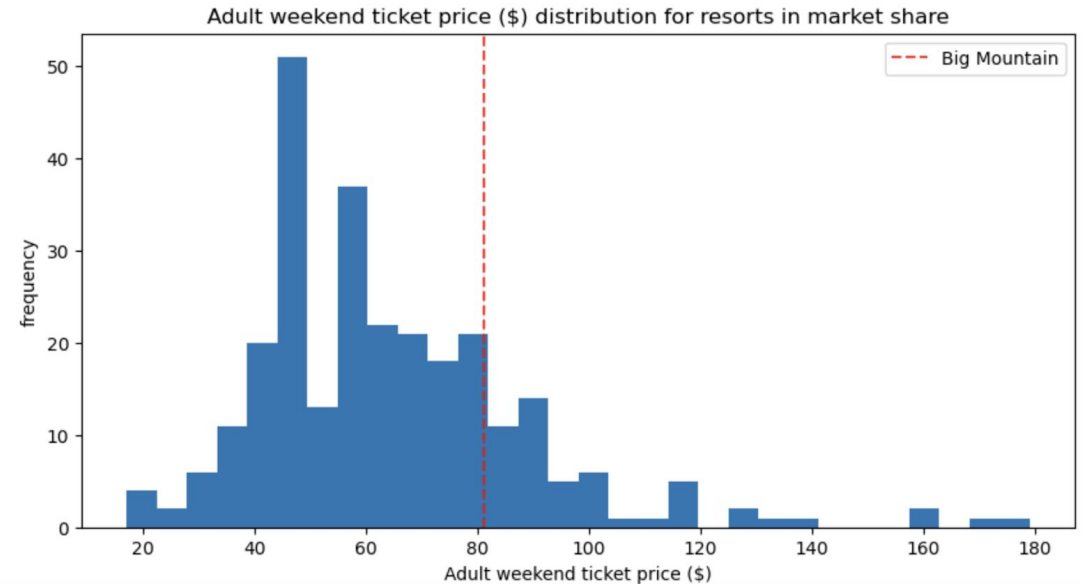 Adult weekend ticket price ($) distribution for resorts in market share
Big Mountain
50
40
30
20
10
0
frequency
20 40 60 80 100 120 140 160 180
Adult weekend ticket price ($)